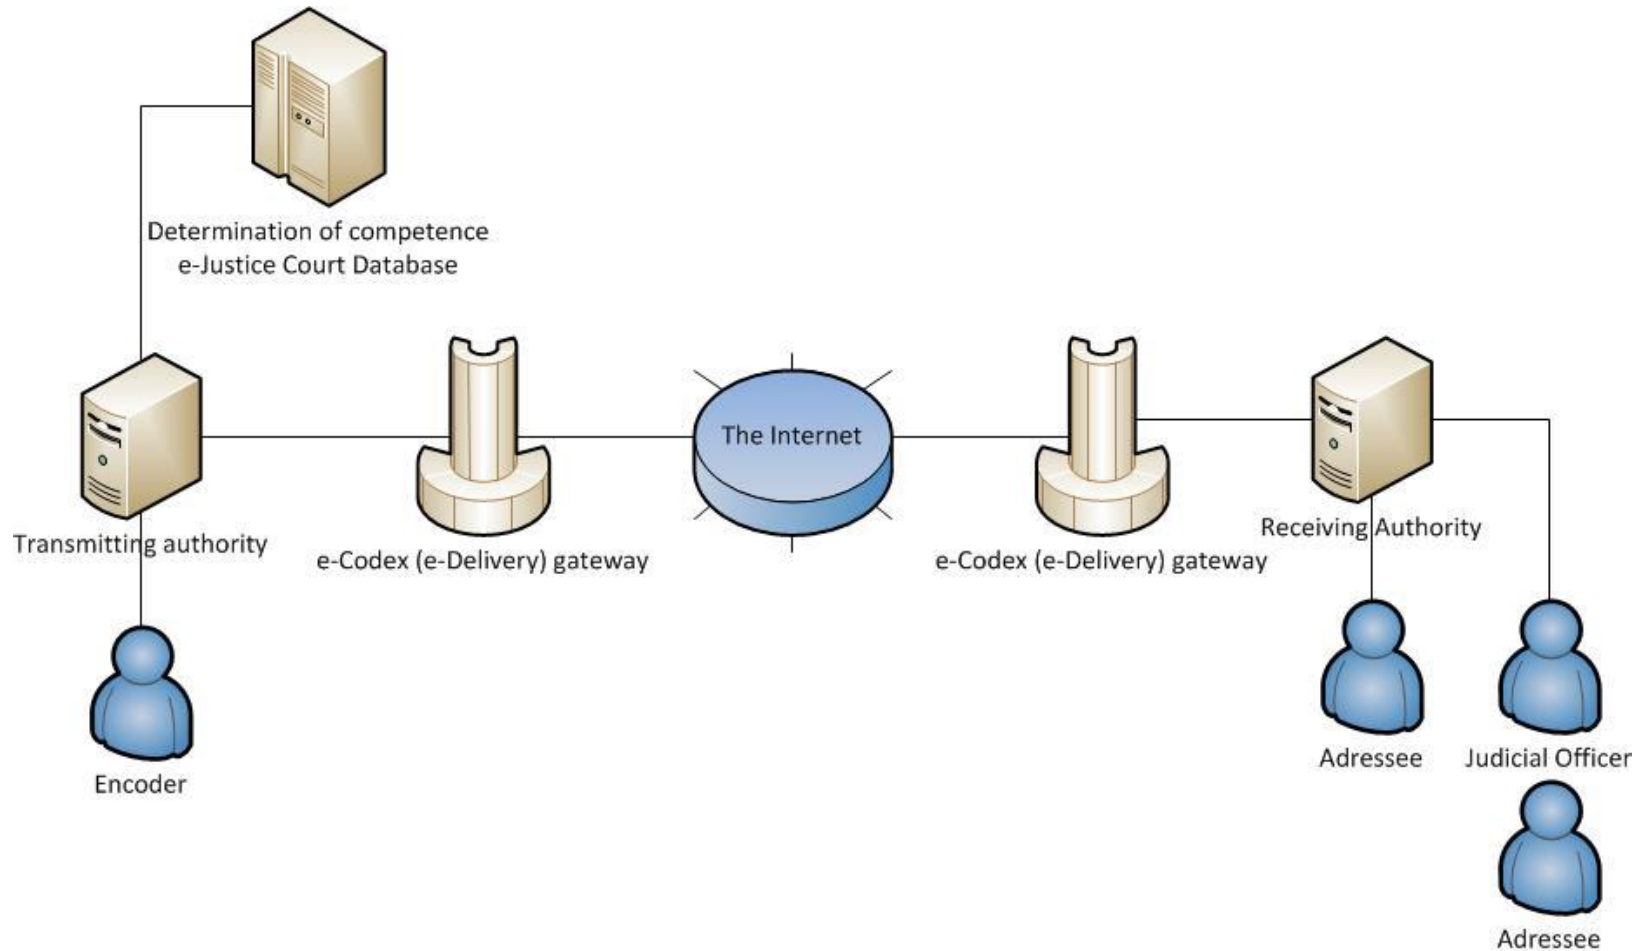 Determination of competence
e-Justice Court Database
The Internet
Transmitting authority
e-Codex (e-Delivery) gateway
e-Codex (e-Delivery) gateway
Receiving Authority
Encoder
Adressee
Judicial Officer
Adressee